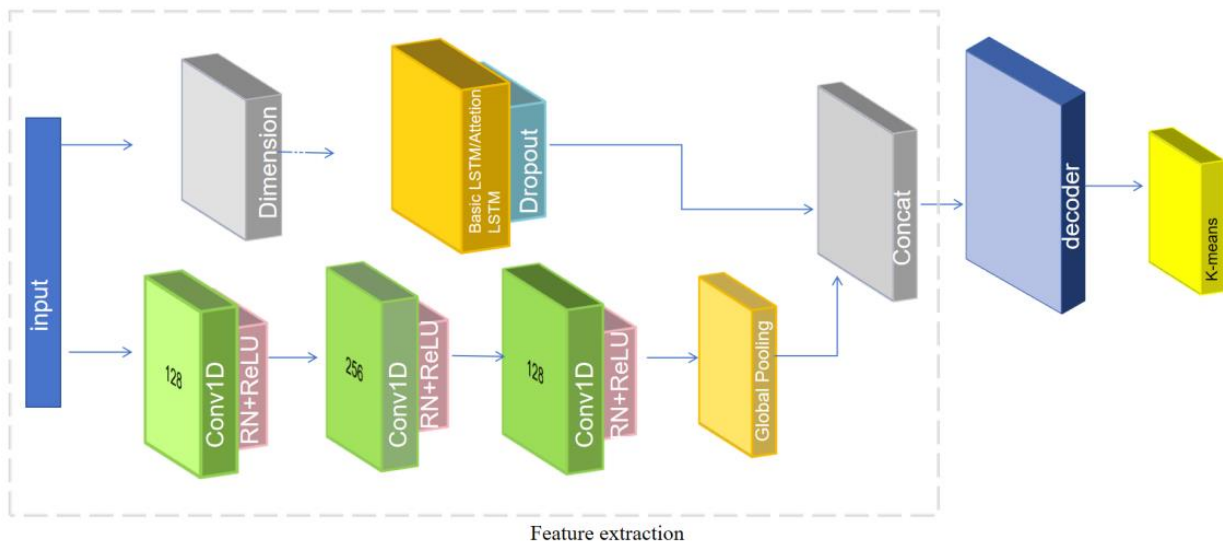 input
Dimension
Basic LSTM/Attetion
LSTM
Dropout
128
Conv1D
RN+ReLU
256
Conv1D
RN+ReLU
128
Conv1D
RN+ReLU
Global Pooling
Concat
decoder
K-means
Feature extraction